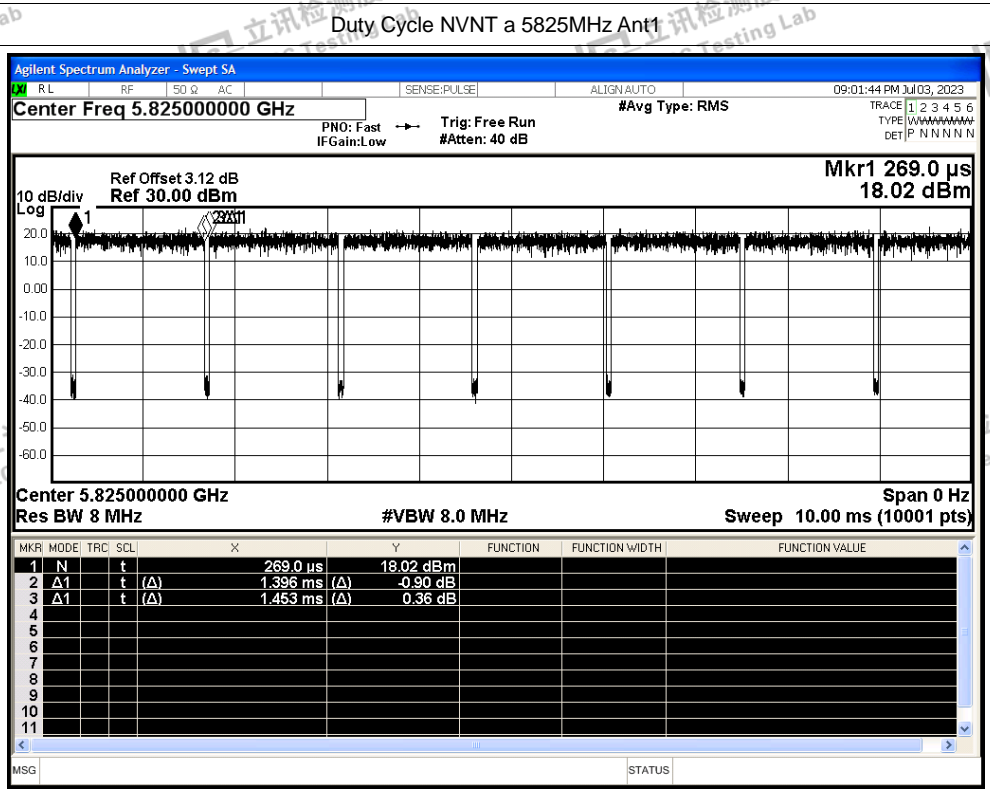 Duty Cycle NVNT a 5825MHz Ant1
Agilent Spectrum Analyzer - Swept SA
LXI RL RF 50 Ω AC SENSE:PULSE ALIGN AUTO 09:01:44 PM Jul 03, 2023
Center Freq 5.825000000 GHz #Avg Type: RMS TRACE 1 2 3 4 5 6
PNO: Fast Trig: Free Run TYPE WWWWWW
IFGain:Low #Atten: 40 dB DET P N N N N N
Ref Offset 3.12 dB Mkr1 269.0 µs
10 dB/div Ref 30.00 dBm 18.02 dBm
Log
1
20.0
10.0
0.00
-10.0
-20.0
-30.0
-40.0
-50.0
-60.0
Center 5.825000000 GHz Span 0 Hz
Res BW 8 MHz #VBW 8.0 MHz Sweep 10.00 ms (10001 pts)
MKR MODE TRC SCL X Y FUNCTION FUNCTION WIDTH FUNCTION VALUE
1 N t 269.0 µs 18.02 dBm
2 Δ1 t (Δ) 1.396 ms (Δ) -0.90 dB
3 Δ1 t (Δ) 1.453 ms (Δ) 0.36 dB
4
5
6
7
8
9
10
11
MSG STATUS